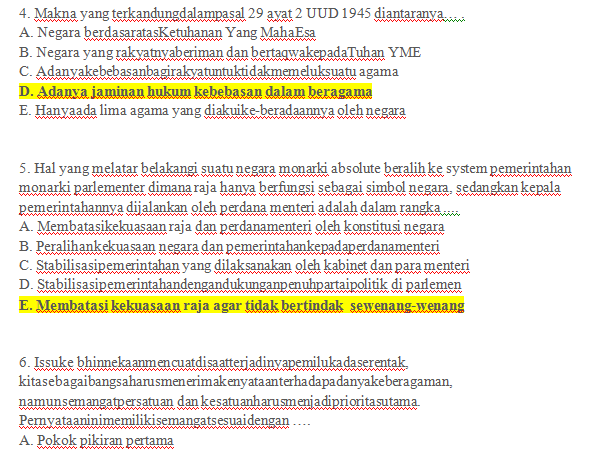 4. Makna yang terkandungdalampasal 29 ayat 2 UUD 1945 diantaranya…..
A. Negara berdasaratasKetuhanan Yang MahaEsa
B. Negara yang rakyatnyaberiman dan bertaqwakepadaTuhan YME
C. Adanyakebebasanbagirakyatuntuktidakmemeluksuatu agama
D. Adanya jaminan hukum kebebasan dalam beragama
E. Hanyaada lima agama yang diakuike-beradaannya oleh negara
5. Hal yang melatar belakangi suatu negara monarki absolute beralih ke system pemerintahan
monarki parlementer dimana raja hanya berfungsi sebagai simbol negara, sedangkan kepala
pemerintahannya dijalankan oleh perdana menteri adalah dalam rangka ….
A. Membatasikekuasaan raja dan perdanamenteri oleh konstitusi negara
B. Peralihankekuasaan negara dan pemerintahankepadaperdanamenteri
C. Stabilisasipemerintahan yang dilaksanakan oleh kabinet dan para menteri
D. Stabilisasipemerintahandengandukunganpenuhpartaipolitik di parlemen
E. Membatasi kekuasaan raja agar tidak bertindak sewenang-wenang
6. Issuke bhinnekaanmencuatdisaatterjadinyapemilukadaserentak,
kitasebagaibangsaharusmenerimakenyataanterhadapadanyakeberagaman,
namunsemangatpersatuan dan kesatuanharusmenjadiprioritasutama.
Pernyataaninimemilikisemangatsesuaidengan ….
A. Pokok pikiran pertama